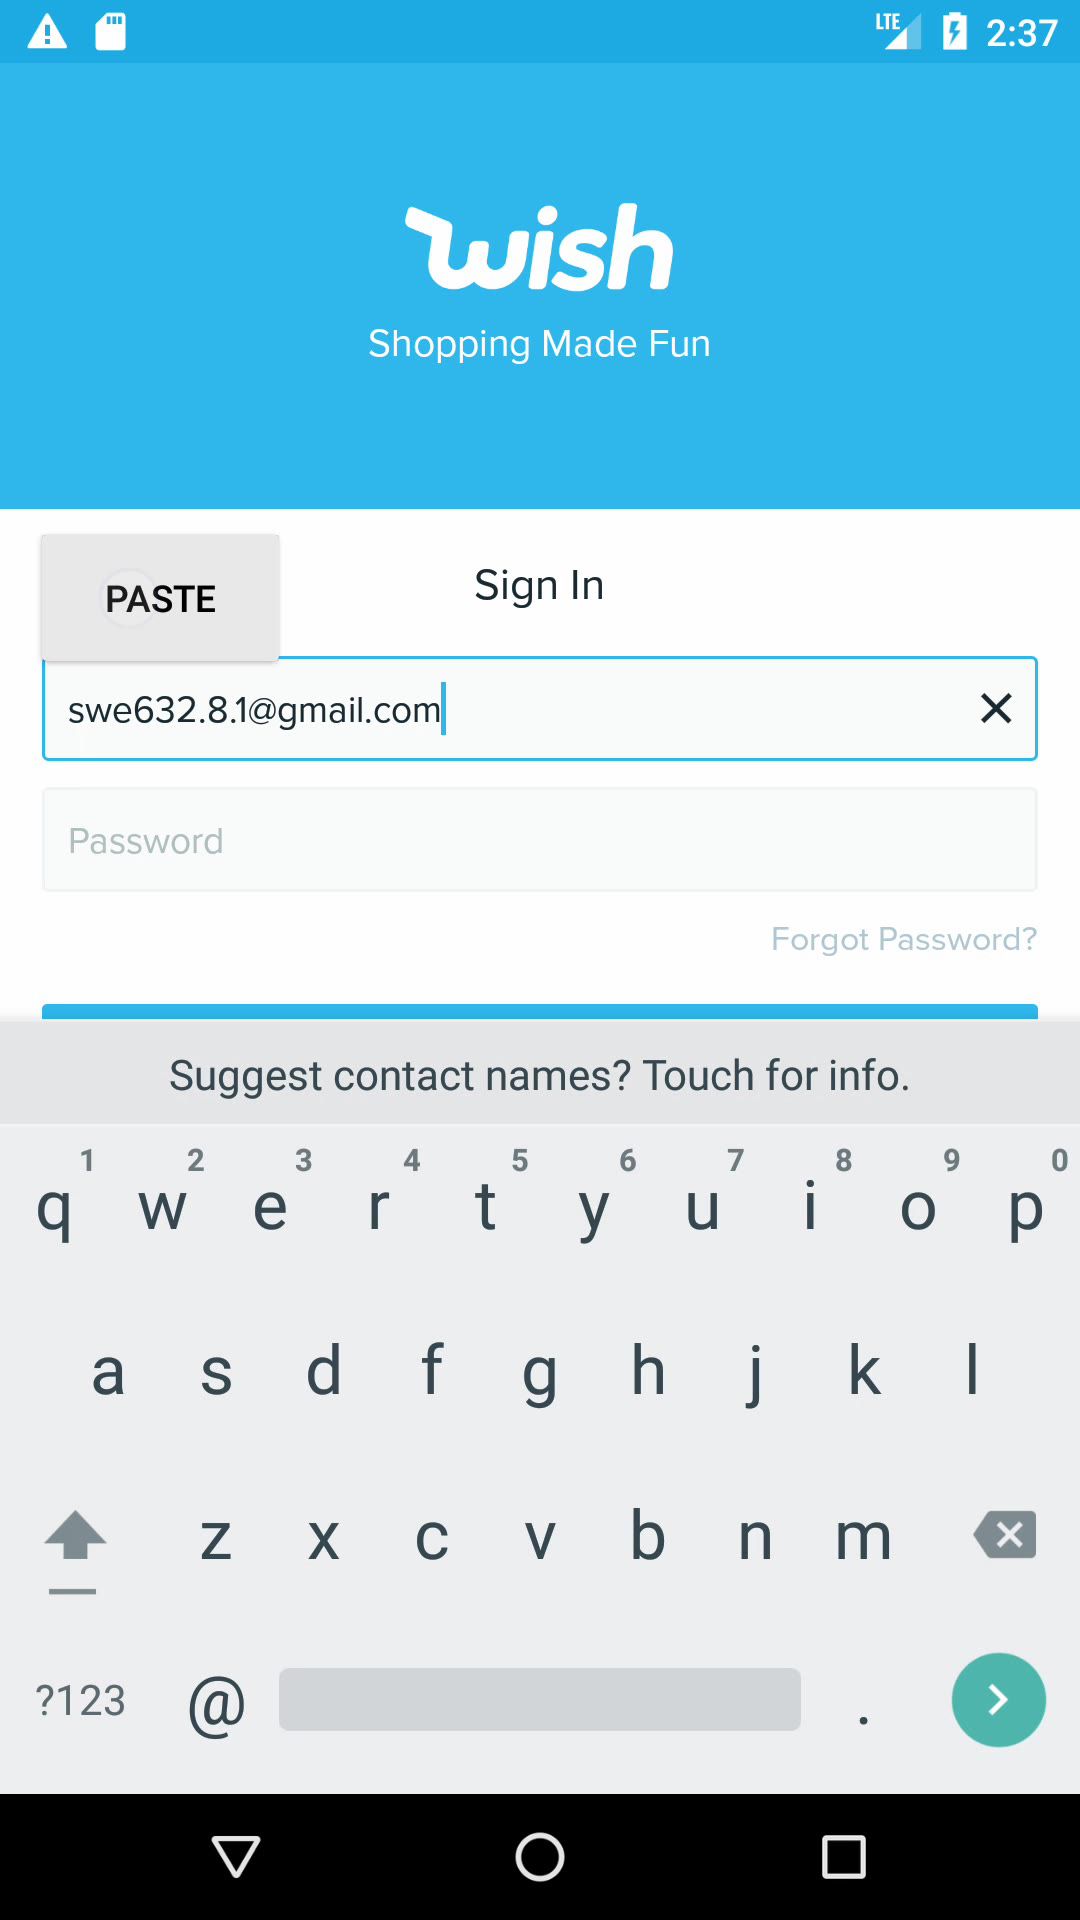 LTE 2:37
wish
Shopping Made Fun
PASTE
Sign In
swe632.8.1@gmail.com
Password
Forgot Password?
Suggest contact names? Touch for info.
1 2 3 4 5 6 7 8 9 0
q w e r t y u i o p
a s d f g h j k l
z x c v b n m
?123 @ .